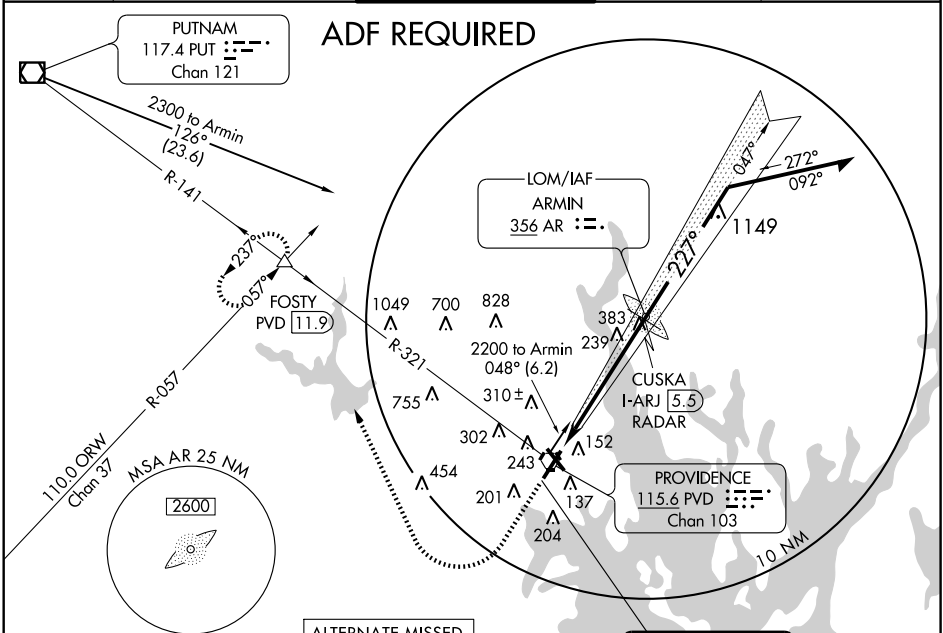 PUTNAM
117.4 PUT
Chan 121
ADF REQUIRED
2300 to Armin
126°
(23.6)
R-141
047°
272°
092°
LOM/IAF
ARMIN
356 AR
1149
227°
237°
057°
FOSTY
PVD 11.9
1049
700
828
383
239
R-321
2200 to Armin
048° (6.2)
CUSKA
I-ARJ 5.5
RADAR
755
310±
R-057
302
243
152
110.0 ORW
Chan 37
MSA AR 25 NM
454
201
137
204
PROVIDENCE
115.6 PVD
Chan 103
2600
10 NM
ALTERNATE MISSED